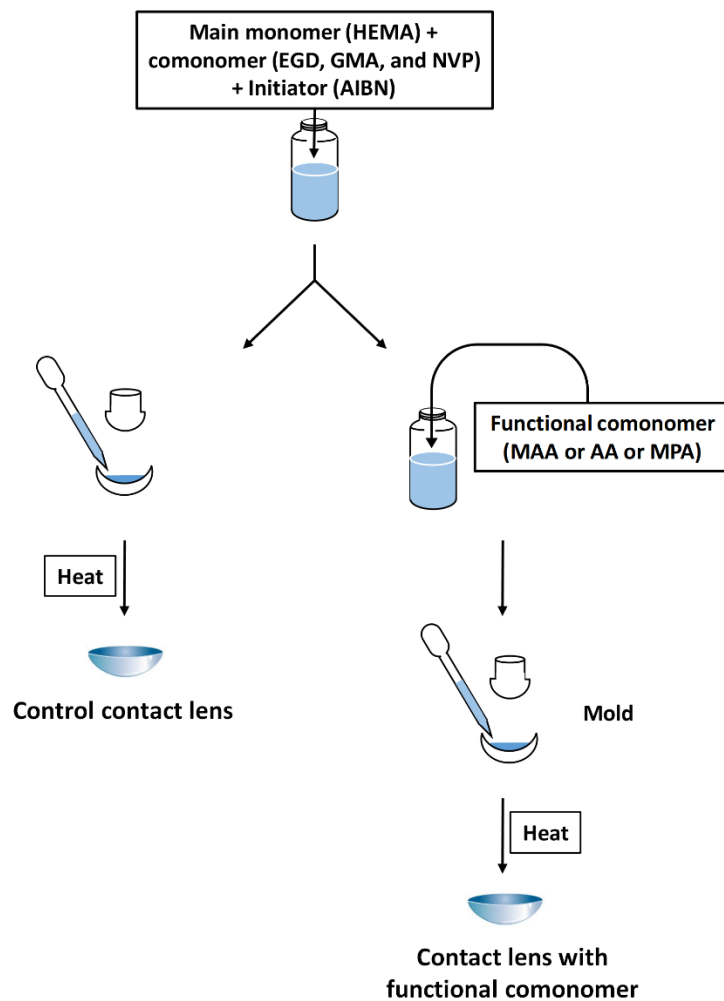 Main monomer (HEMA) +
comonomer (EGD, GMA, and NVP)
+ Initiator (AIBN)
Functional comonomer
(MAA or AA or MPA)
Heat
Control contact lens
Mold
Heat
Contact lens with
functional comonomer